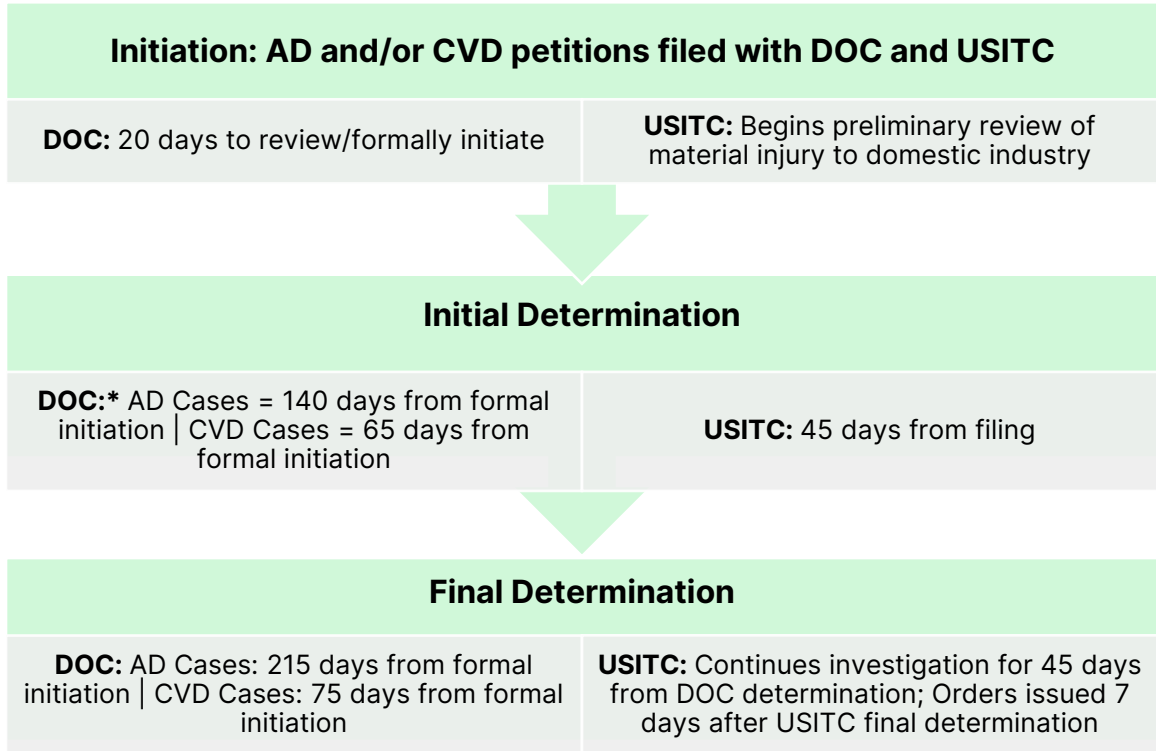 Initiation: AD and/or CVD petitions filed with DOC and USITC
DOC: 20 days to review/formally initiate
USITC: Begins preliminary review of
material injury to domestic industry
Initial Determination
DOC:* AD Cases = 140 days from formal
initiation | CVD Cases = 65 days from
formal initiation
USITC: 45 days from filing
Final Determination
DOC: AD Cases: 215 days from formal
initiation | CVD Cases: 75 days from formal
initiation
USITC: Continues investigation for 45 days
from DOC determination; Orders issued 7
days after USITC final determination